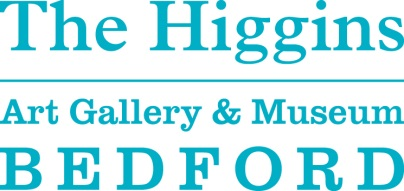 The Higgins
Art Gallery & Museum
BEDFORD